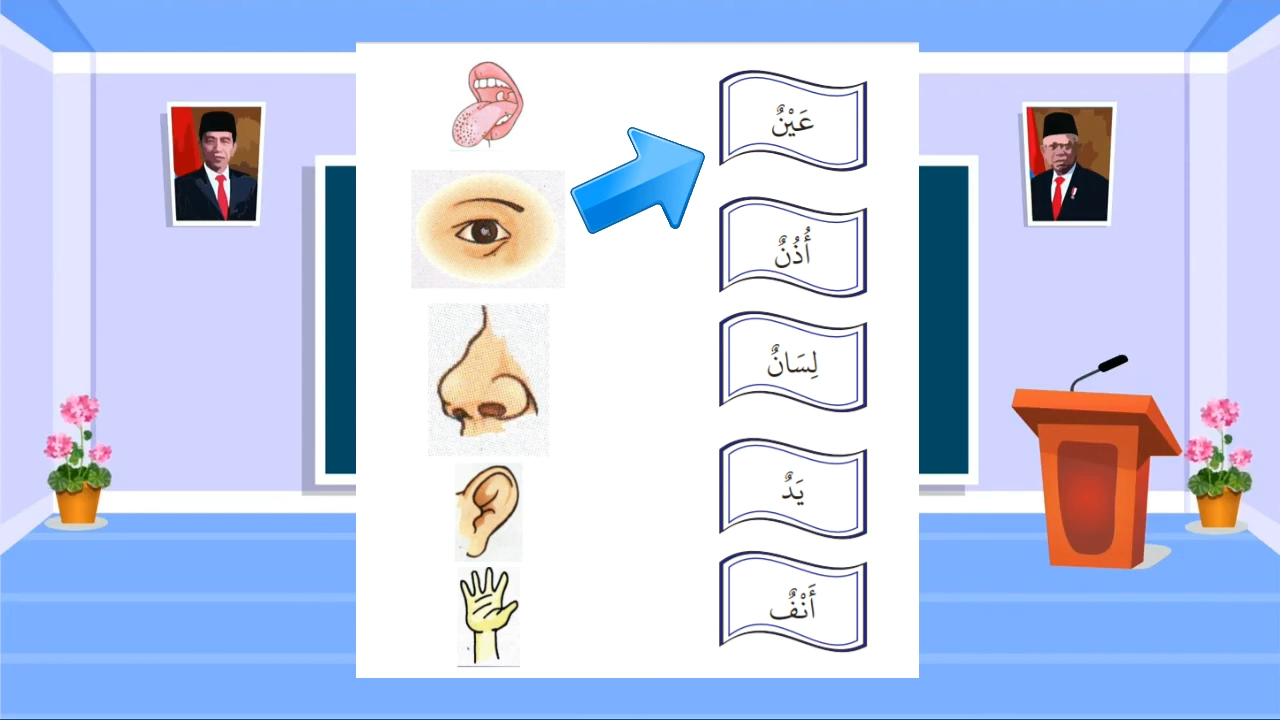 عَيْنٌ
أُذُنٌ
لِسَانٌ
يَدٌ
أَنْفٌ